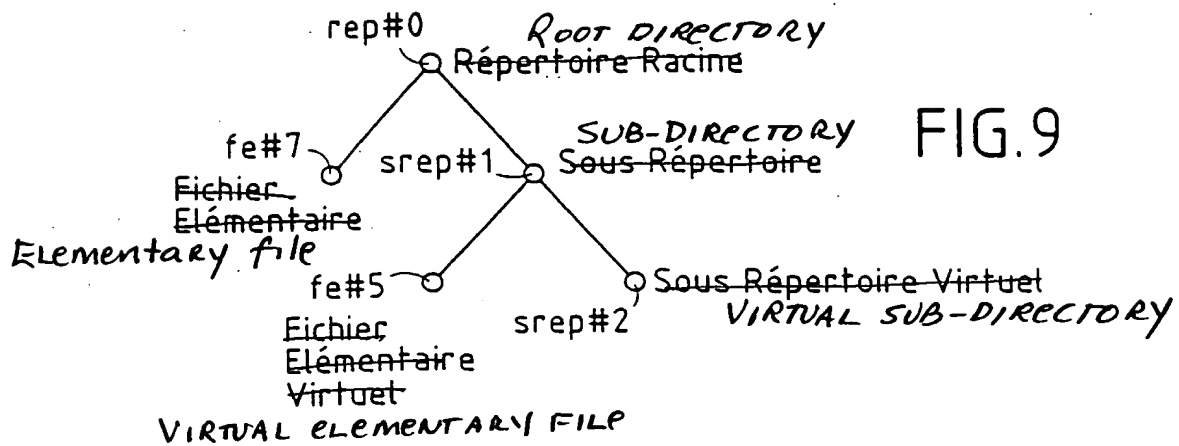 rep#0
ROOT DIRECTORY
Répertoire Racine
FIG.9
fe#7
SUB-DIRECTORY
srep#1
Sous Répertoire
Fichier
Elémentaire
Elementary file
fe#5
srep#2
Sous Répertoire Virtuel
VIRTUAL SUB-DIRECTORY
Fichier
Elémentaire
Virtuel
VIRTUAL ELEMENTARY FILE